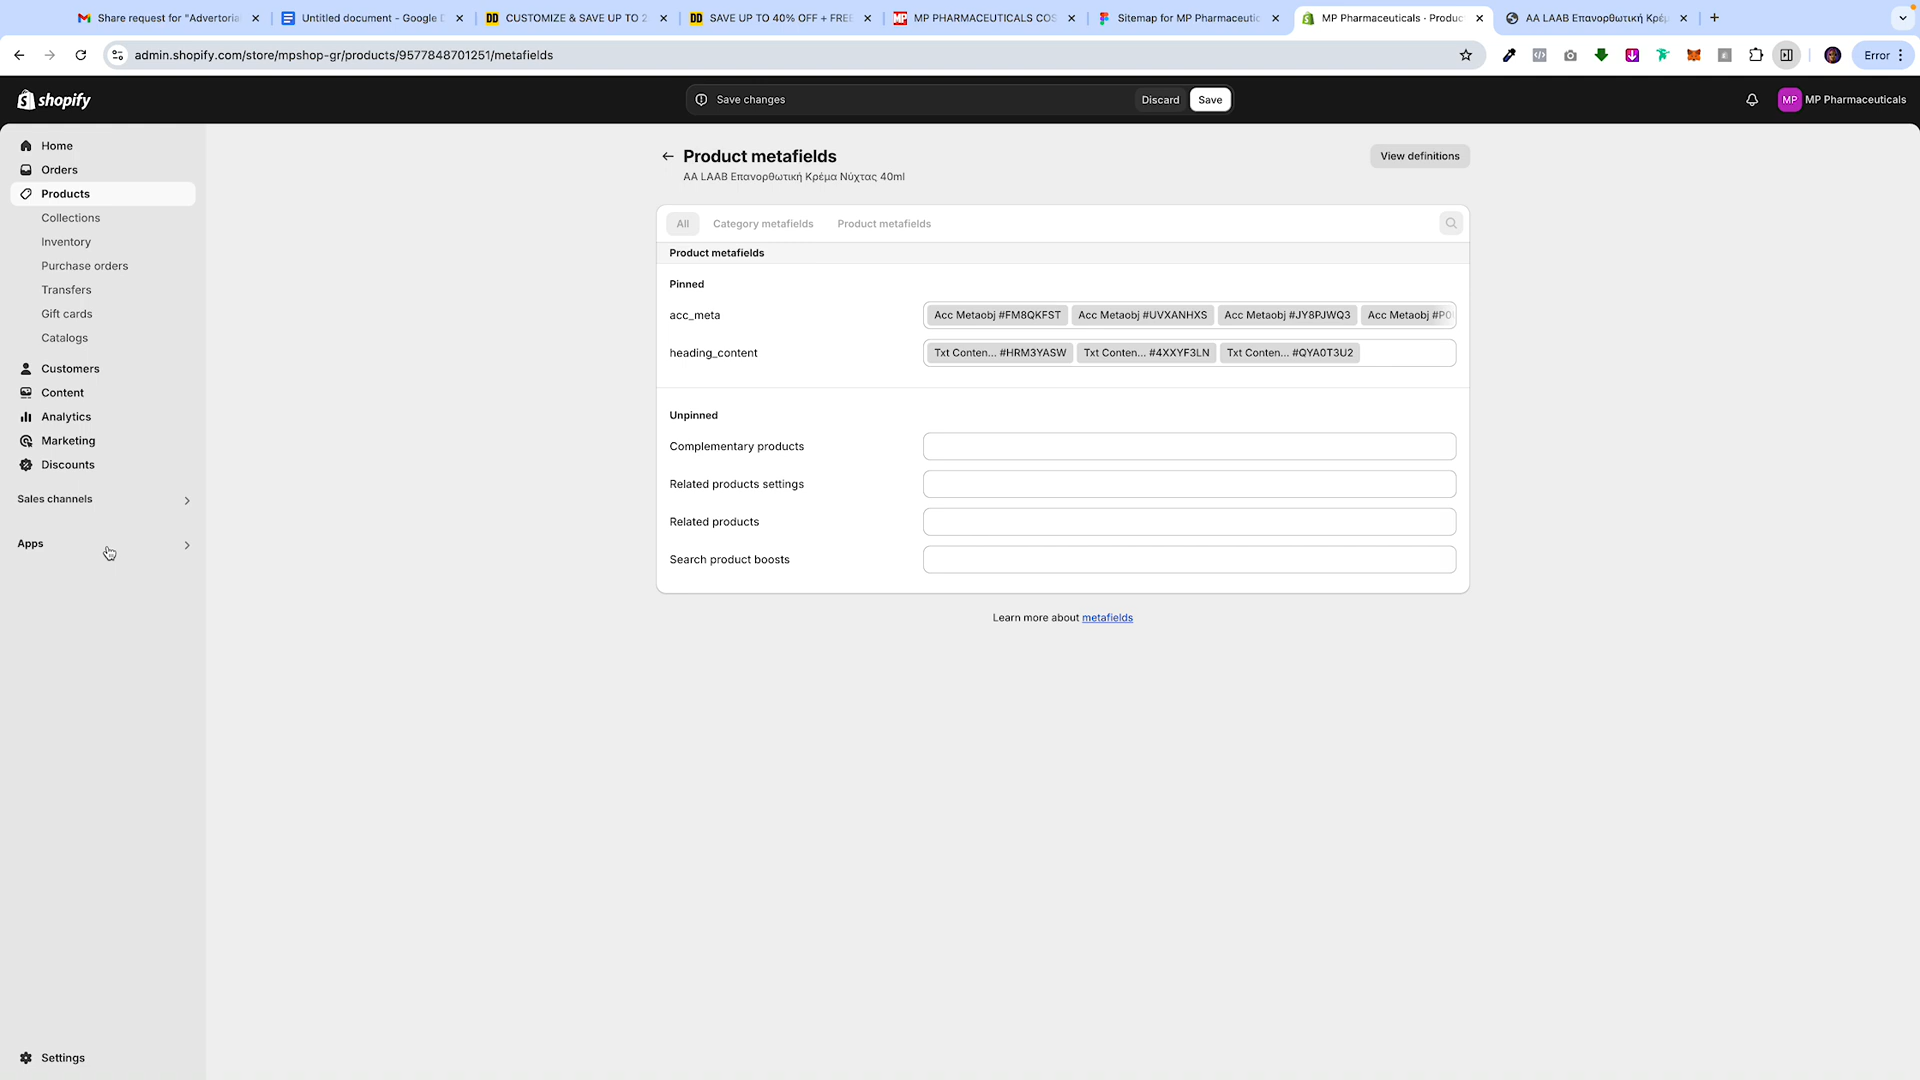 Share request for "Advertoria
Untitled document - Google D
CUSTOMIZE & SAVE UP TO 2
SAVE UP TO 40% OFF + FREE
MP PHARMACEUTICALS COS
Sitemap for MP Pharmaceutic
MP Pharmaceuticals · Produc
AA LAAB Επανορθωτική Κρέμ
admin.shopify.com/store/mpshop-gr/products/9577848701251/metafields
Error
shopify
Save changes
Discard
Save
MP
MP Pharmaceuticals
Home
Orders
Products
Collections
Inventory
Purchase orders
Transfers
Gift cards
Catalogs
Customers
Content
Analytics
Marketing
Discounts
Sales channels
Apps
Settings
Product metafields
View definitions
AA LAAB Επανορθωτική Κρέμα Νύχτας 40ml
All
Category metafields
Product metafields
Product metafields
Pinned
acc_meta
Acc Metaobj #FM8QKFST
Acc Metaobj #UVXANHXS
Acc Metaobj #JY8PJWQ3
Acc Metaobj #P0
heading_content
Txt Conten... #HRM3YASW
Txt Conten... #4XXYF3LN
Txt Conten... #QYA0T3U2
Unpinned
Complementary products
Related products settings
Related products
Search product boosts
Learn more about metafields